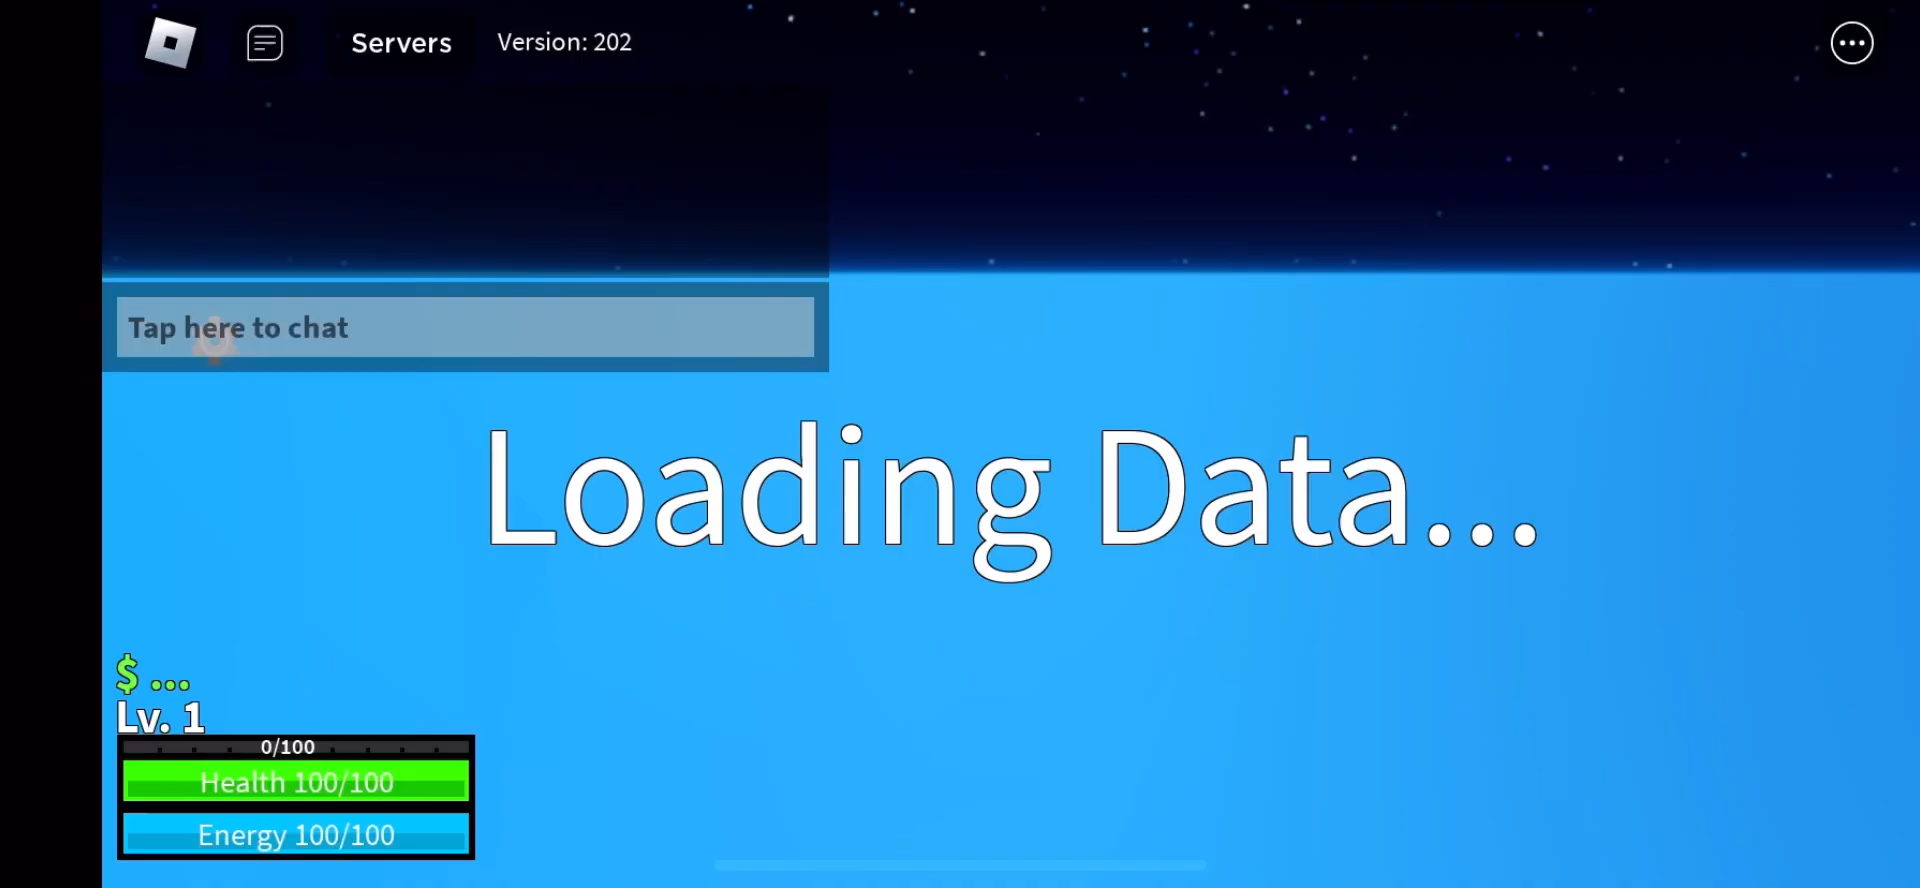 Servers
Version: 202
Tap here to chat
Loading Data...
$ ...
Lv. 1
0/100
Health 100/100
Energy 100/100